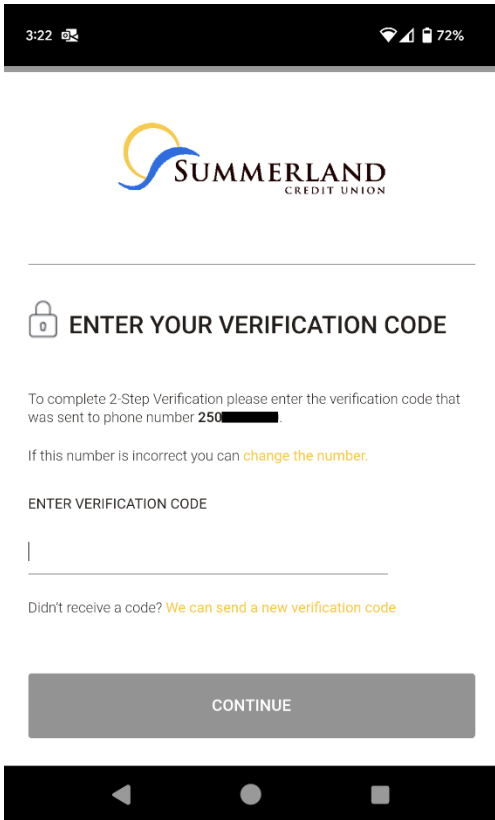 3:22 72%
SUMMERLAND
CREDIT UNION
ENTER YOUR VERIFICATION CODE
To complete 2-Step Verification please enter the verification code that
was sent to phone number 250 .
If this number is incorrect you can change the number.
ENTER VERIFICATION CODE
Didn't receive a code? We can send a new verification code
CONTINUE